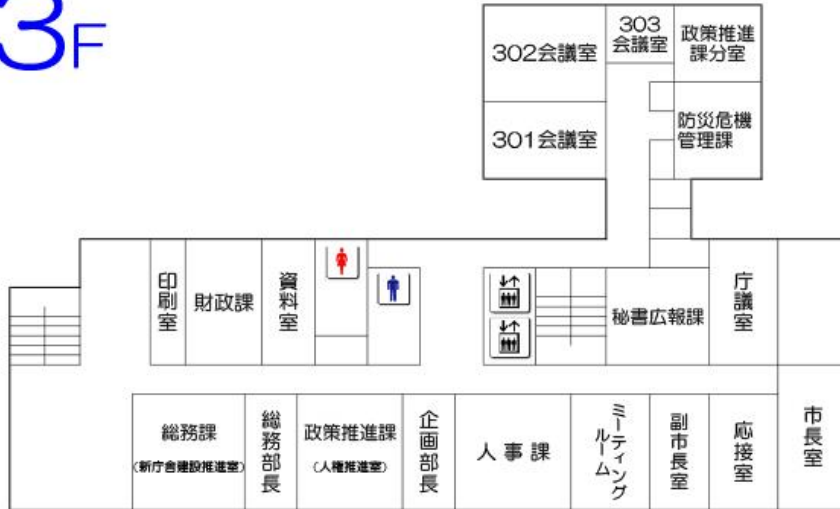 3F
302会議室
303
会議室
政策推進
課分室
301会議室
防災危機
管理課
印刷室
財政課
資料室
秘書広報課
庁議室
総務課
(新庁舎建設推進室)
総務部長
政策推進課
(人権推進室)
企画部長
人事課
ミーティング
ルーム
副市長室
応接室
市長室